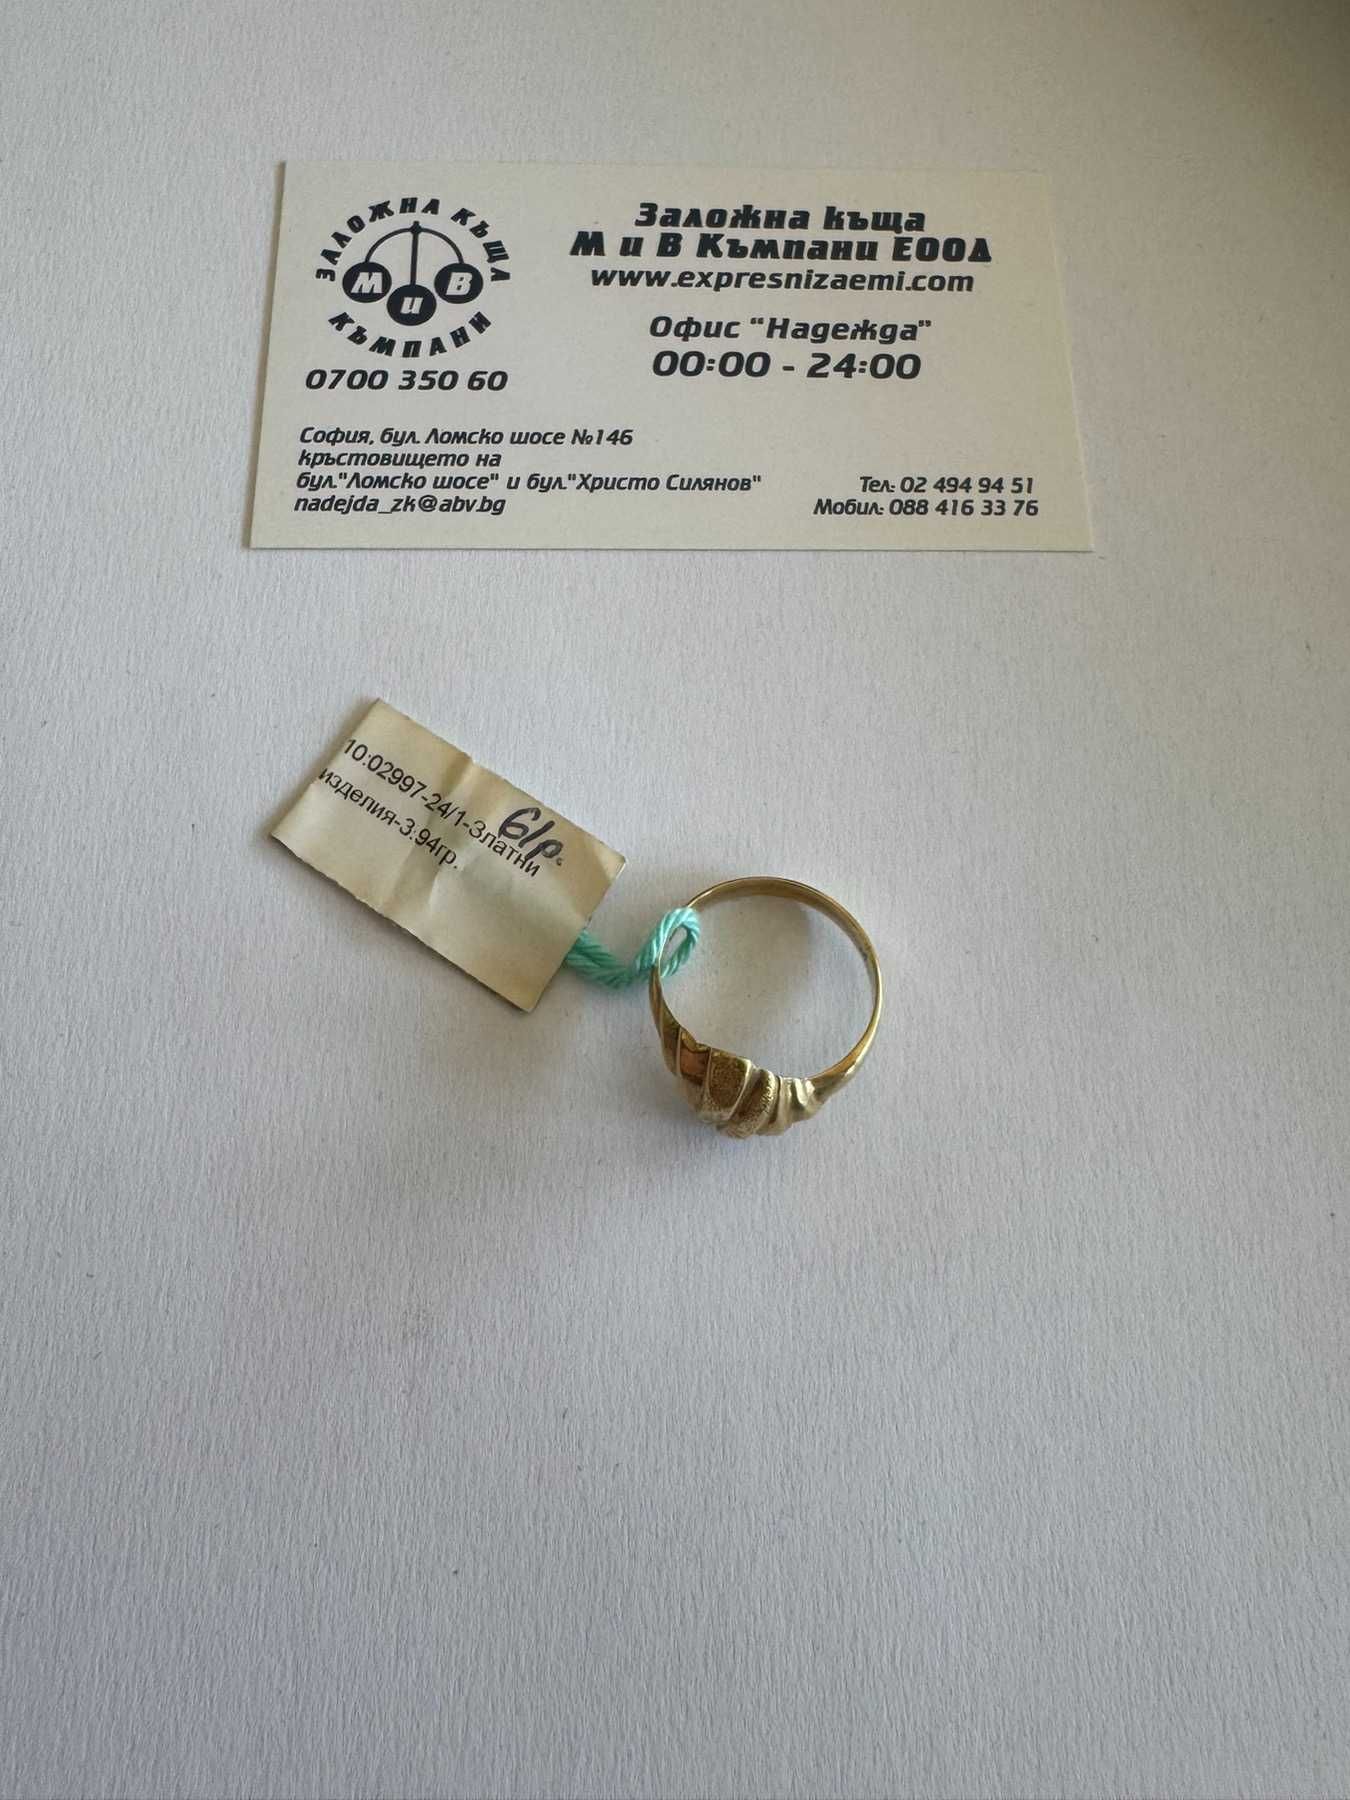 ЗАЛОЖНА КЪЩА
М и В
КЪМПАНИ
0700 350 60
Заложна къща
М и В Къмпани ЕООД
www.expresnizaemi.com
Офис "Надежда"
00:00 - 24:00
София, бул. Ломско шосе №146
кръстовището на
бул."Ломско шосе" и бул."Христо Силянов"
nadejda_zk@abv.bg
Тел: 02 494 94 51
Мобил: 088 416 33 76
10:02997-24/1-Златни
изделия-3.94гр.
61р.